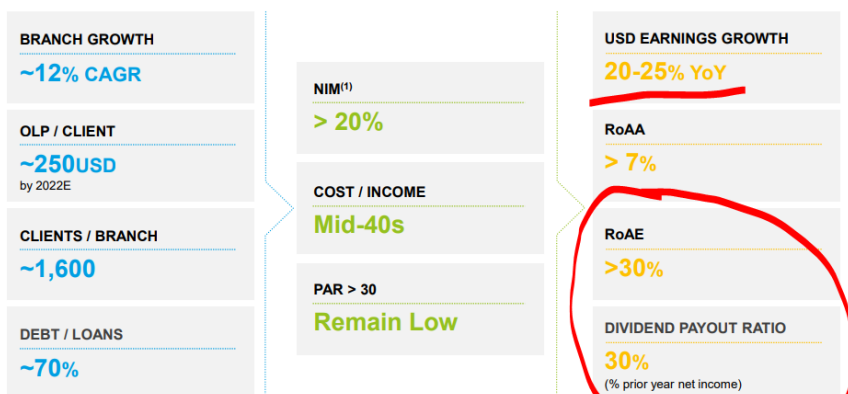 BRANCH GROWTH
~12% CAGR
OLP / CLIENT
~250USD
by 2022E
CLIENTS / BRANCH
~1,600
DEBT / LOANS
~70%
NIM(1)
> 20%
COST / INCOME
Mid-40s
PAR > 30
Remain Low
USD EARNINGS GROWTH
20-25% YoY
RoAA
> 7%
RoAE
>30%
DIVIDEND PAYOUT RATIO
30%
(% prior year net income)